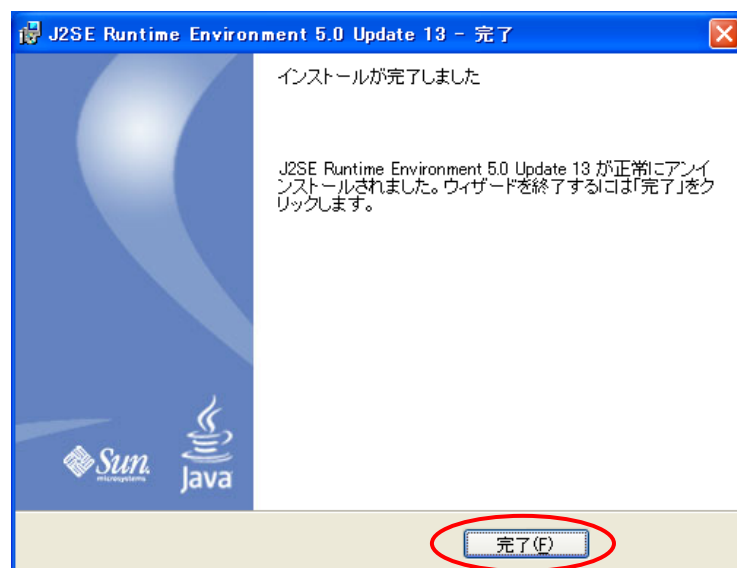 J2SE Runtime Environment 5.0 Update 13 - 完了
インストールが完了しました
J2SE Runtime Environment 5.0 Update 13 が正常にアンイ
ンストールされました。ウィザードを終了するには「完了」をク
リックします。
Sun.
microsystems
Java
完了(F)